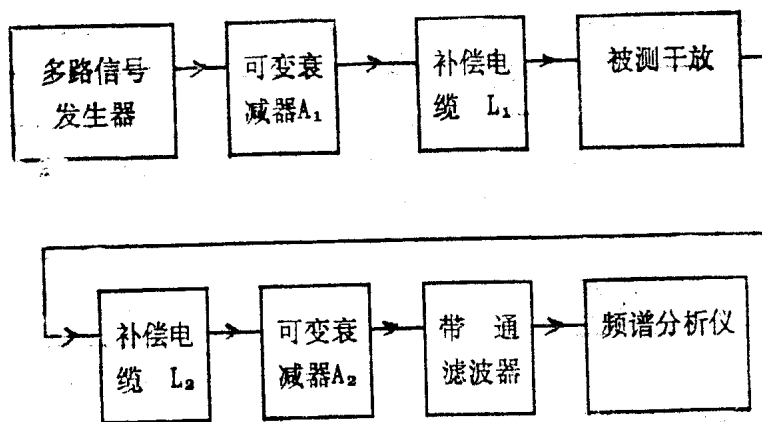 多路信号
发生器
可变衰
减器A₁
补偿电
缆 L₁
被测干放
补偿电
缆 L₂
可变衰
减器A₂
带 通
滤波器
频谱分析仪